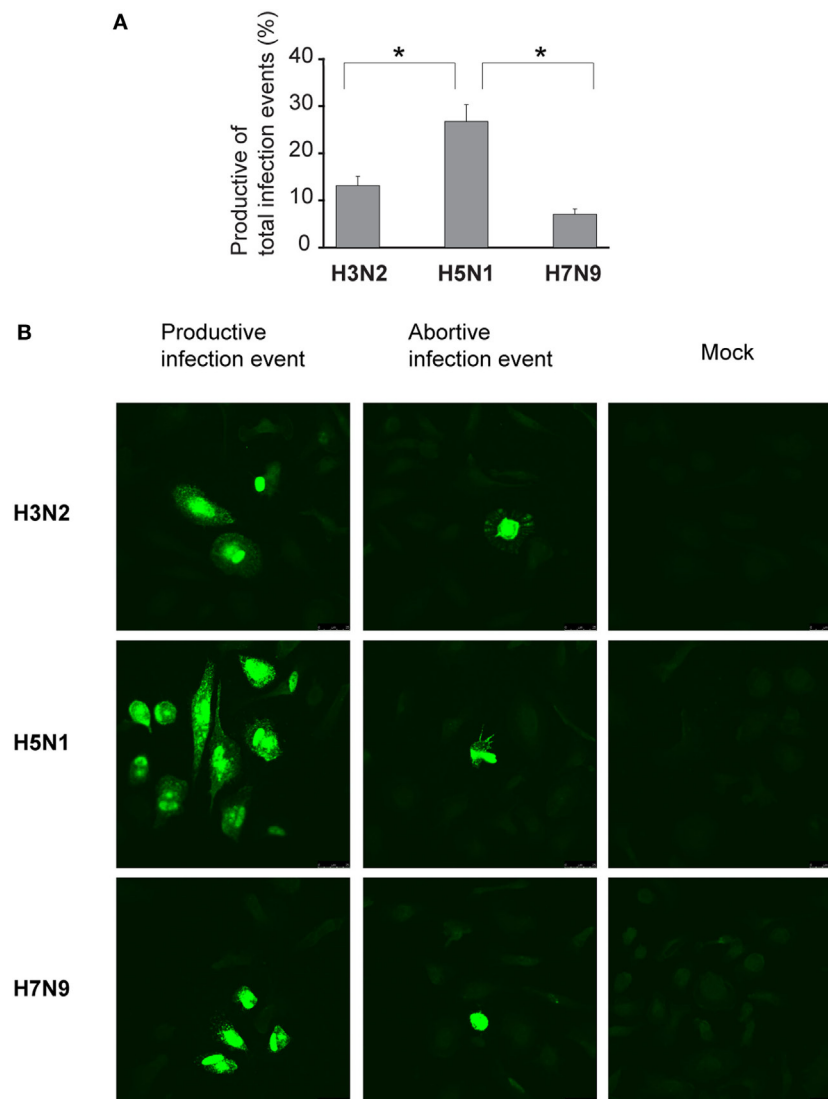 A
Productive of
total infection events (%)
40
30
20
10
0
*
*
H3N2
H5N1
H7N9
B
Productive
infection event
Abortive
infection event
Mock
H3N2
H5N1
H7N9